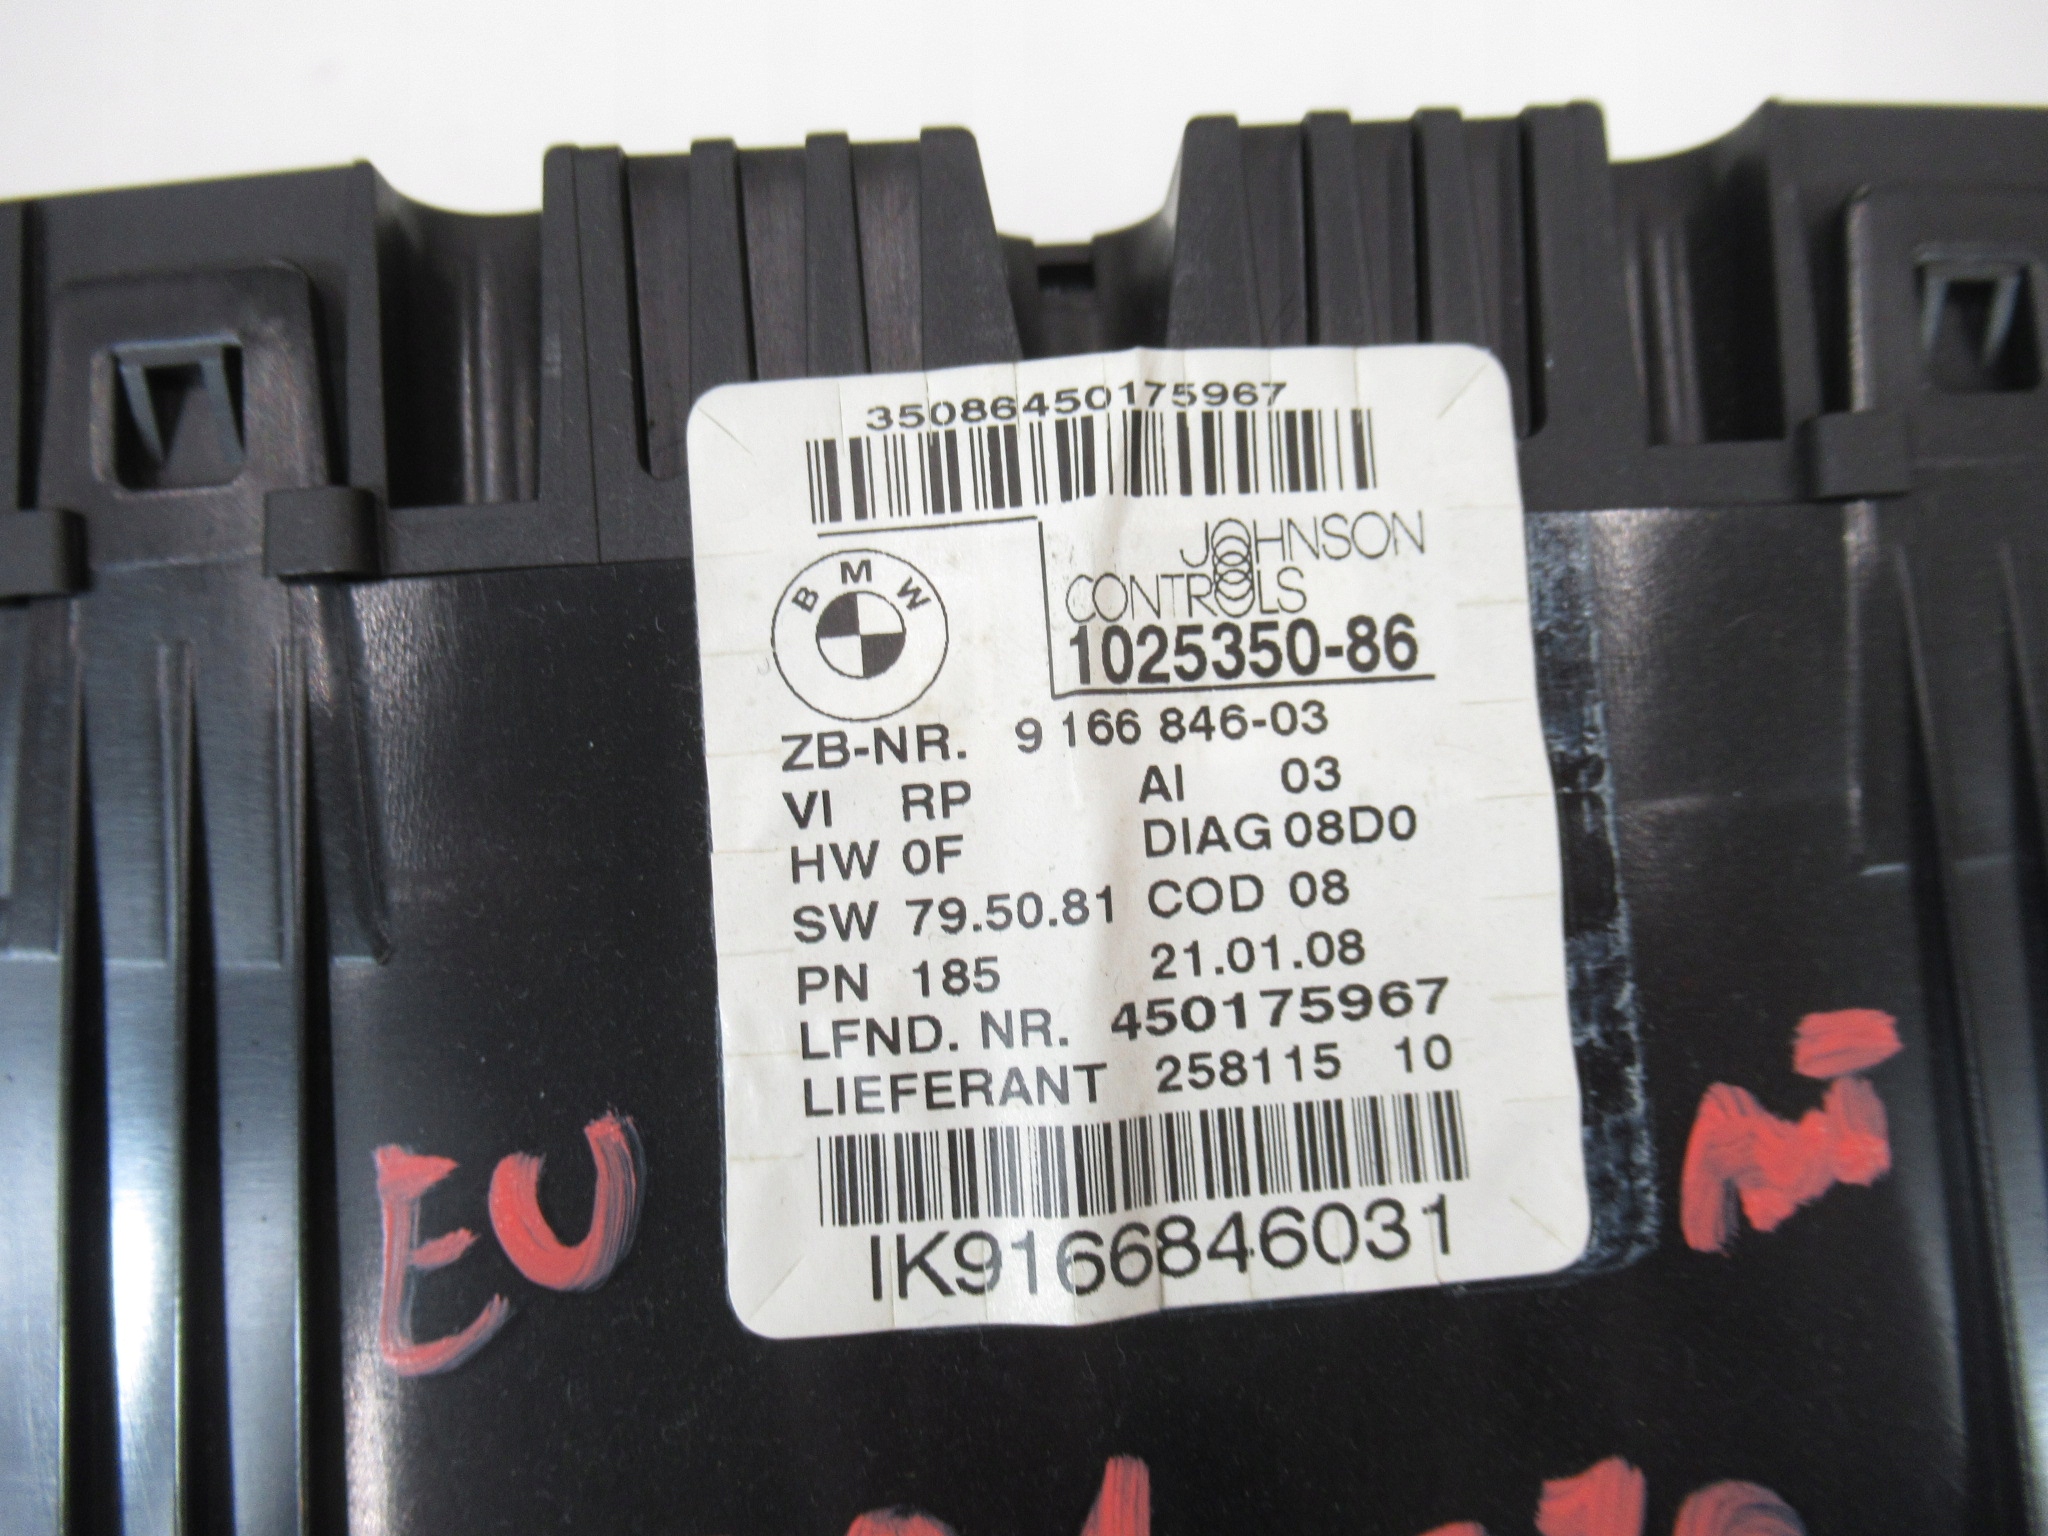 35086450175967
BMW
JOHNSON
CONTROLS
1025350-86
ZB-NR. 9 166 846-03
VI RP AI 03
HW 0F DIAG 08D0
SW 79.50.81 COD 08
PN 185 21.01.08
LFND. NR. 450175967
LIEFERANT 258115 10
IK9166846031
EU